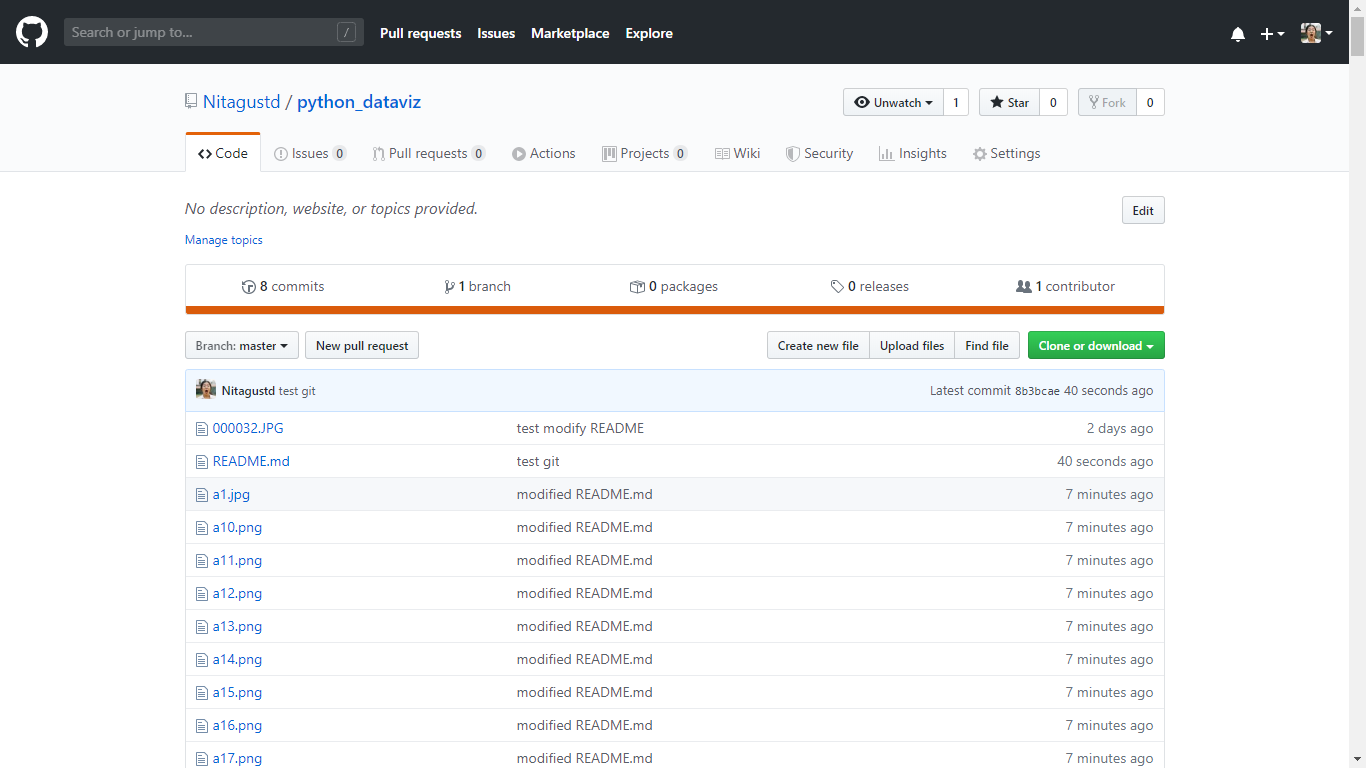 Search or jump to... / Pull requests Issues Marketplace Explore
Nitagustd / python_dataviz Unwatch 1 Star 0 Fork 0
Code Issues 0 Pull requests 0 Actions Projects 0 Wiki Security Insights Settings
No description, website, or topics provided. Edit
Manage topics
8 commits 1 branch 0 packages 0 releases 1 contributor
Branch: master New pull request Create new file Upload files Find file Clone or download
Nitagustd test git Latest commit 8b3bcae 40 seconds ago
000032.JPG test modify README 2 days ago
README.md test git 40 seconds ago
a1.jpg modified README.md 7 minutes ago
a10.png modified README.md 7 minutes ago
a11.png modified README.md 7 minutes ago
a12.png modified README.md 7 minutes ago
a13.png modified README.md 7 minutes ago
a14.png modified README.md 7 minutes ago
a15.png modified README.md 7 minutes ago
a16.png modified README.md 7 minutes ago
a17.png modified README.md 7 minutes ago